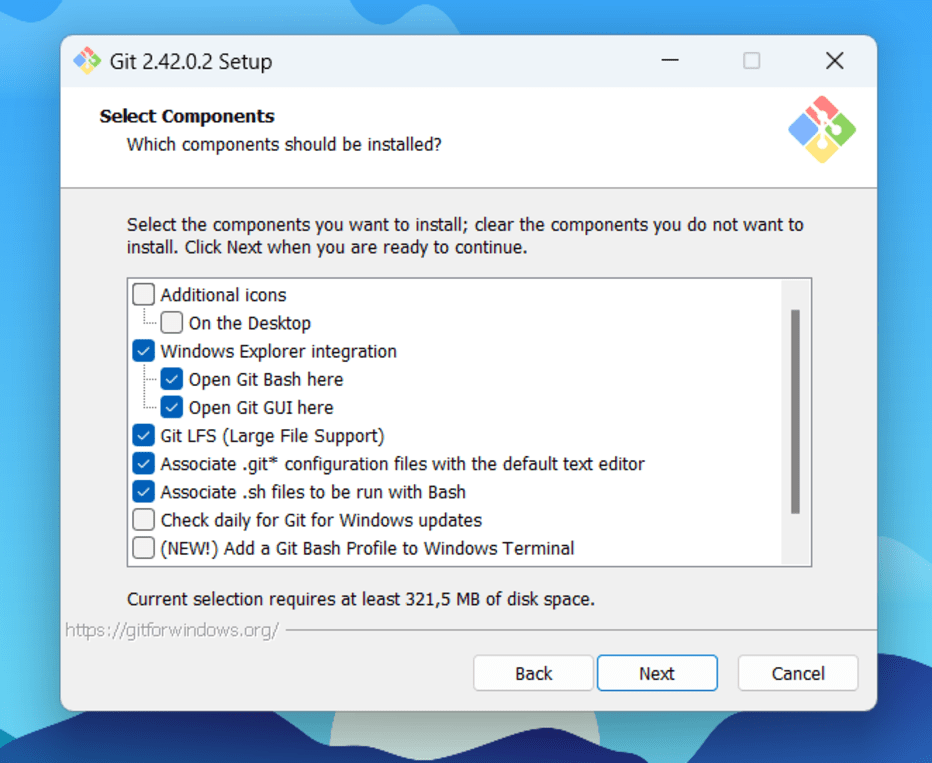 Git 2.42.0.2 Setup
Select Components
Which components should be installed?
Select the components you want to install; clear the components you do not want to
install. Click Next when you are ready to continue.
Additional icons
On the Desktop
Windows Explorer integration
Open Git Bash here
Open Git GUI here
Git LFS (Large File Support)
Associate .git* configuration files with the default text editor
Associate .sh files to be run with Bash
Check daily for Git for Windows updates
(NEW!) Add a Git Bash Profile to Windows Terminal
Current selection requires at least 321,5 MB of disk space.
https://gitforwindows.org/
Back Next Cancel